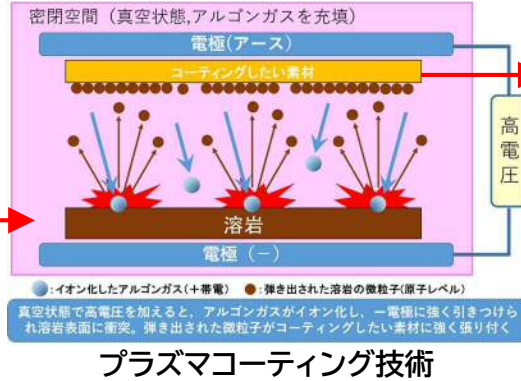 密閉空間（真空状態,アルゴンガスを充填）
電極(アース)
コーティングしたい素材
高電圧
溶岩
電極（－）
:イオン化したアルゴンガス(＋帯電) :弾き出された溶岩の微粒子(原子レベル)
真空状態で高電圧を加えると、アルゴンガスがイオン化し、－電極に強く引きつけら
れ溶岩表面に衝突。弾き出された微粒子がコーティングしたい素材に強く張り付く
プラズマコーティング技術